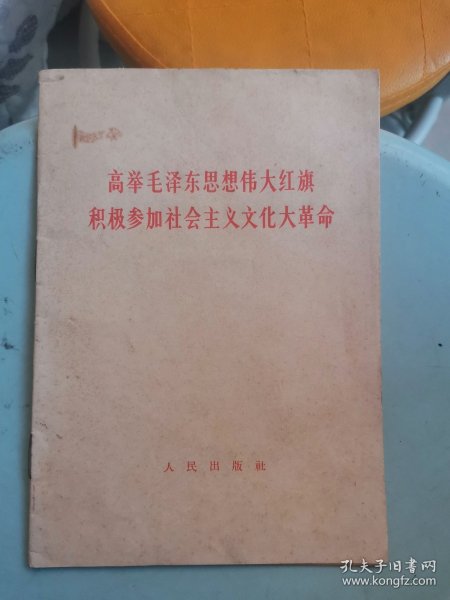 高举毛泽东思想伟大红旗
积极参加社会主义文化大革命
人民出版社
孔夫子旧书网
www.kongfz.com